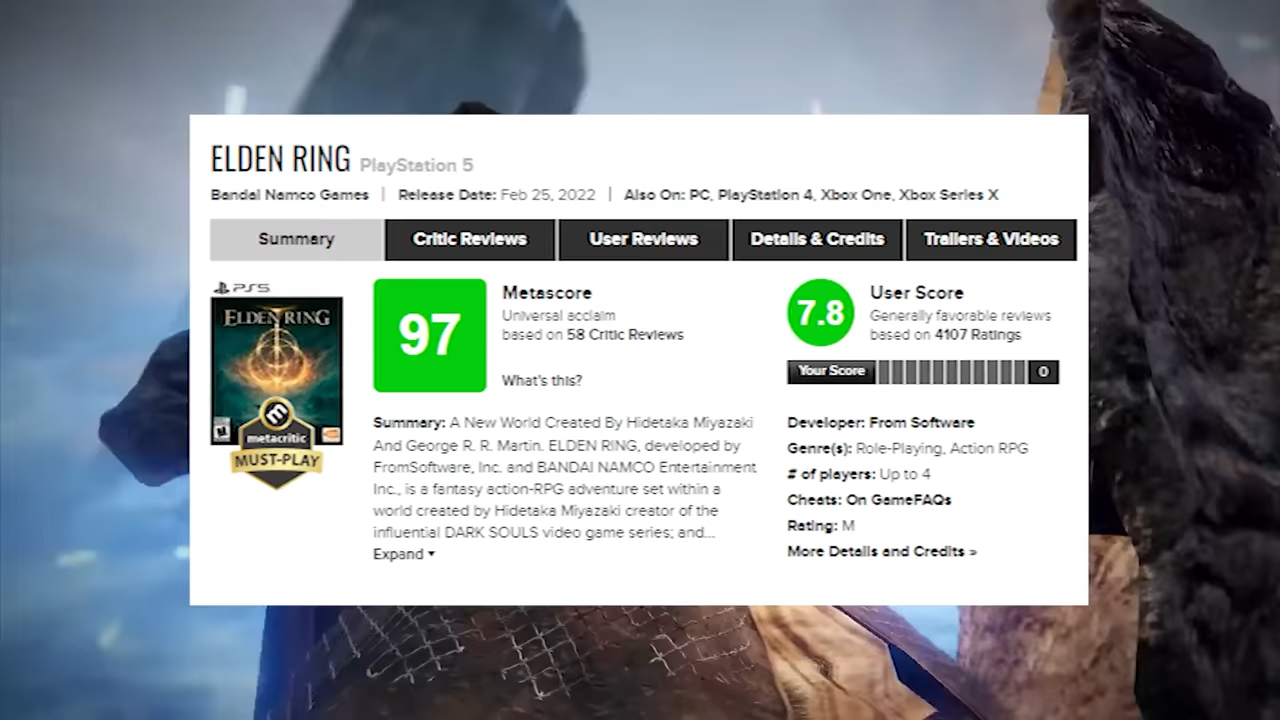 ELDEN RING PlayStation 5
Bandai Namco Games | Release Date: Feb 25, 2022 | Also On: PC, PlayStation 4, Xbox One, Xbox Series X
Summary Critic Reviews User Reviews Details & Credits Trailers & Videos
PS5
ELDEN RING
metacritic
MUST-PLAY
97
Metascore
Universal acclaim
based on 58 Critic Reviews
What's this?
7.8
User Score
Generally favorable reviews
based on 4107 Ratings
Your Score 0
Summary: A New World Created By Hidetaka Miyazaki
And George R. R. Martin. ELDEN RING, developed by
FromSoftware, Inc. and BANDAI NAMCO Entertainment
Inc., is a fantasy action-RPG adventure set within a
world created by Hidetaka Miyazaki creator of the
influential DARK SOULS video game series; and...
Expand
Developer: From Software
Genre(s): Role-Playing, Action RPG
# of players: Up to 4
Cheats: On GameFAQs
Rating: M
More Details and Credits »